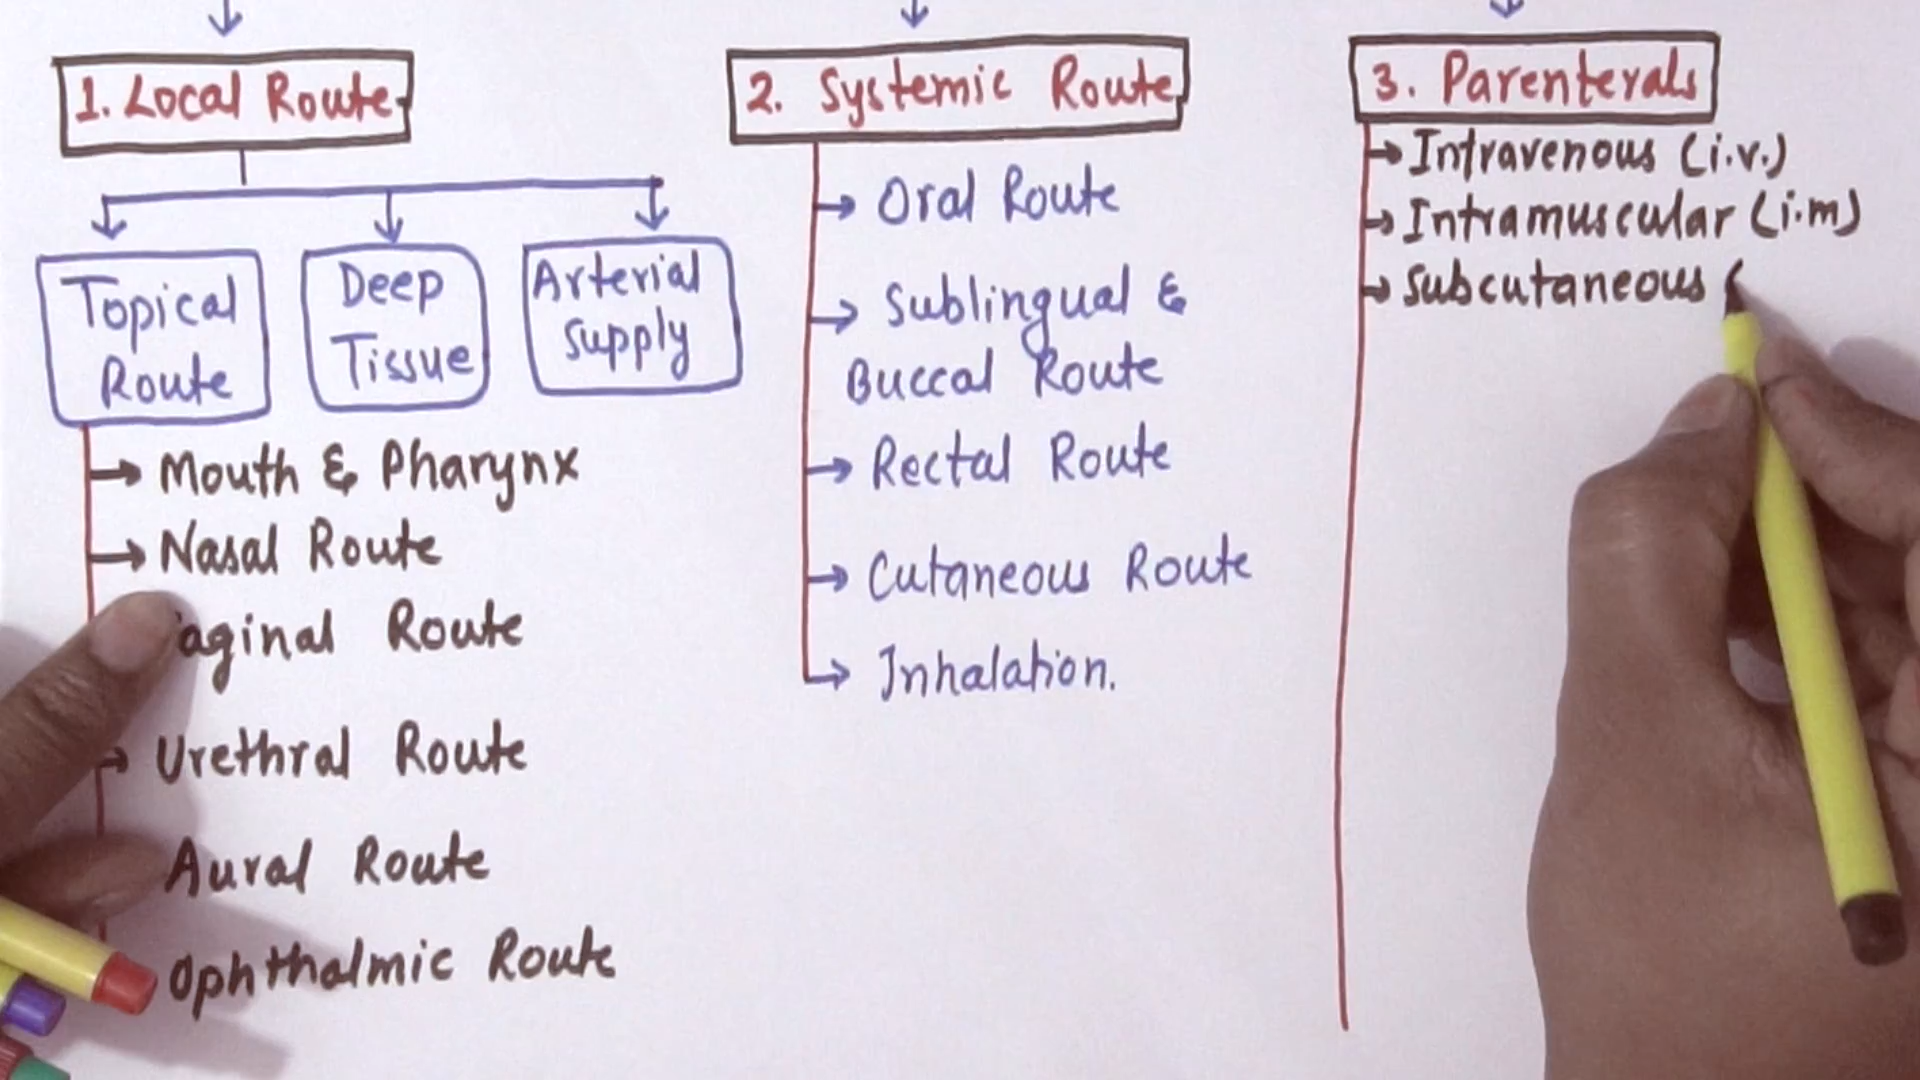 1. Local Route
Topical
Route
Deep
Tissue
Arterial
Supply
Mouth & Pharynx
Nasal Route
aginal Route
Urethral Route
Aural Route
Ophthalmic Route
2. Systemic Route
Oral Route
Sublingual &
Buccal Route
Rectal Route
Cutaneous Route
Inhalation.
3. Parenterals
Intravenous (i.v.)
Intramuscular (i.m)
Subcutaneous (